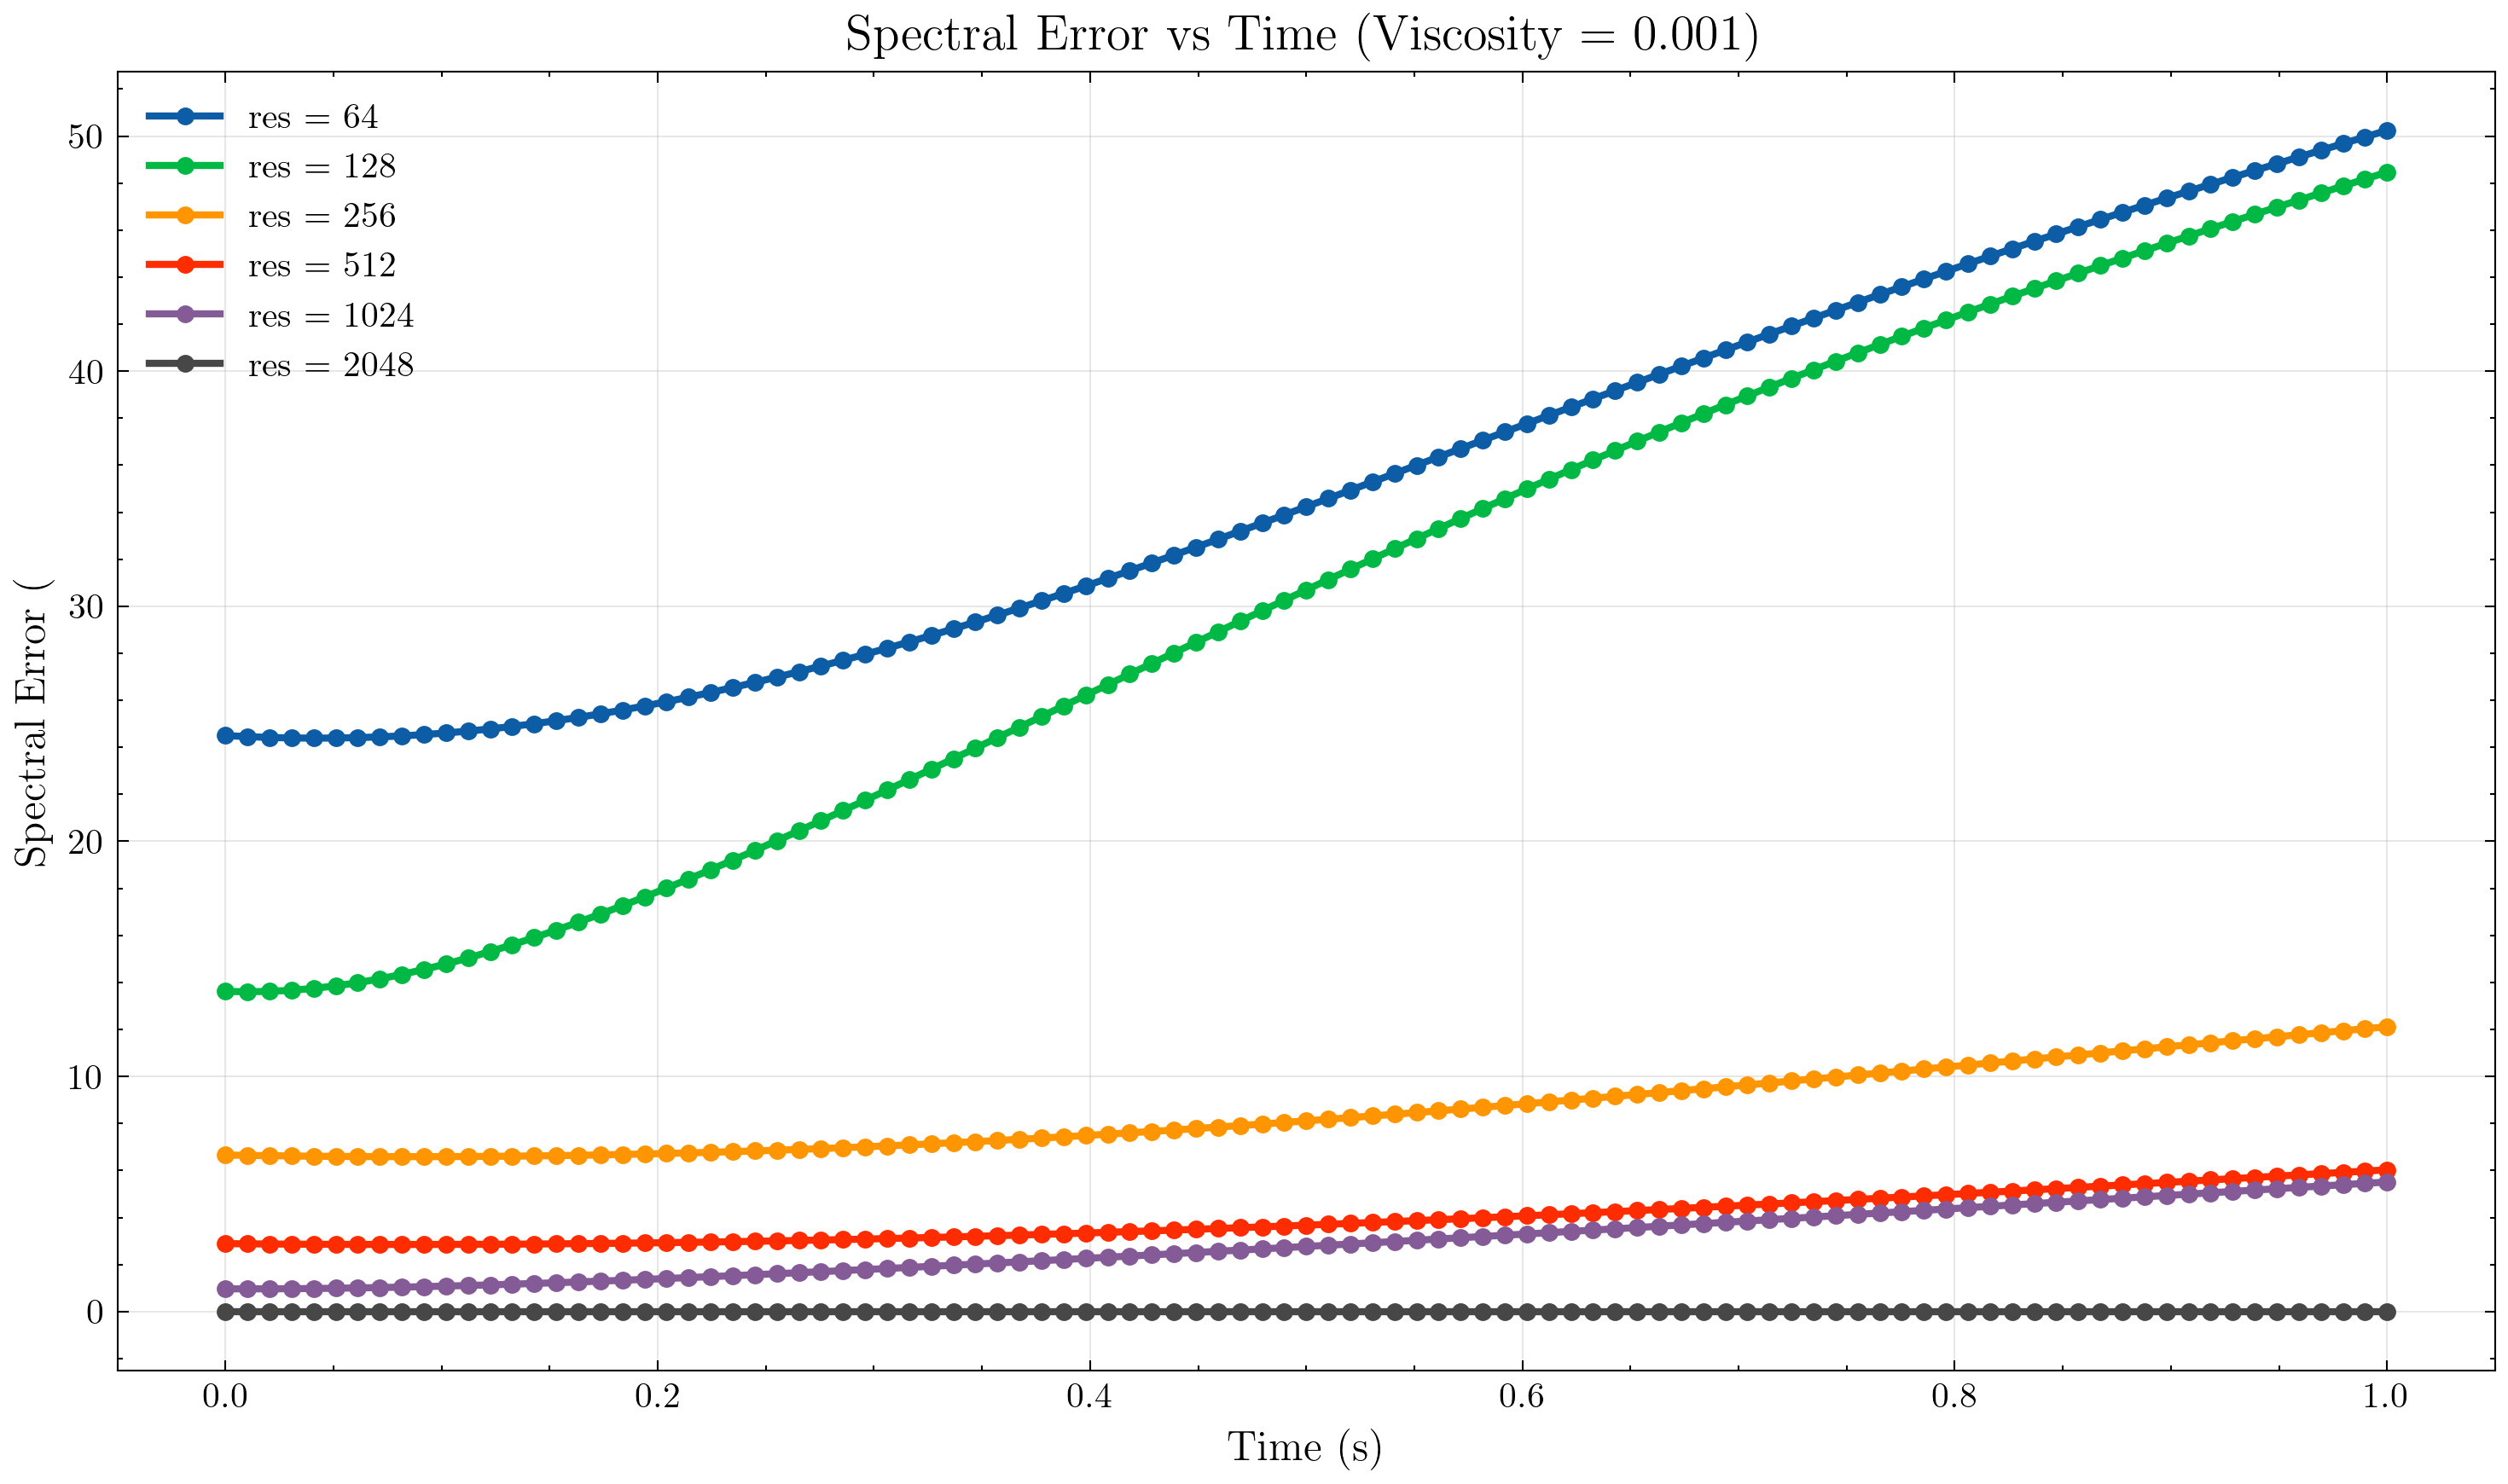 Spectral Error vs Time (Viscosity = 0.001)
res = 64
res = 128
res = 256
res = 512
res = 1024
res = 2048
50
40
30
20
10
0
Spectral Error (
0.0 0.2 0.4 0.6 0.8 1.0
Time (s)